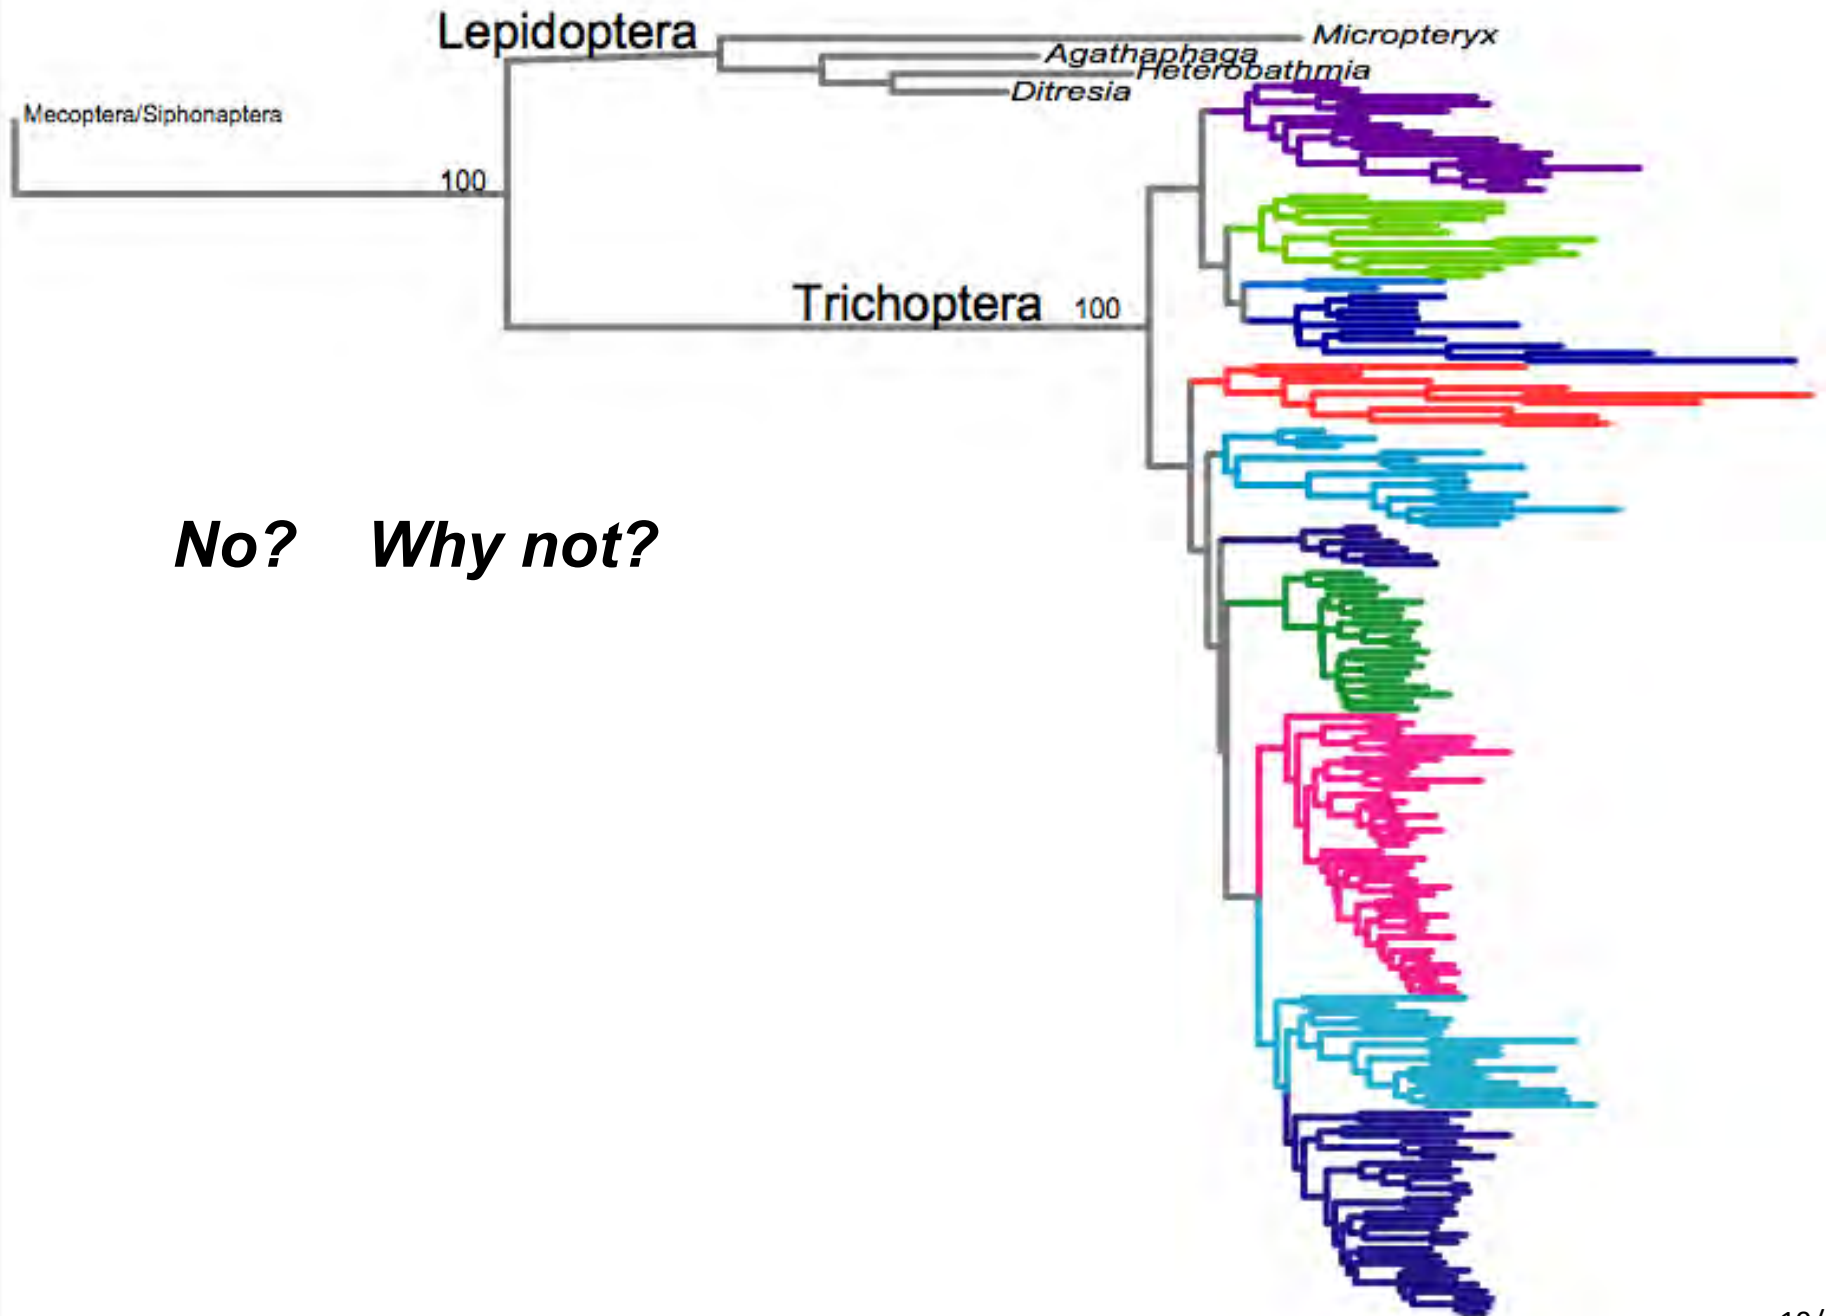 Lepidoptera
Micropteryx
Agathaphaga
Heterobathmia
Ditresia
Mecoptera/Siphonaptera
100
Trichoptera 100
No? Why not?